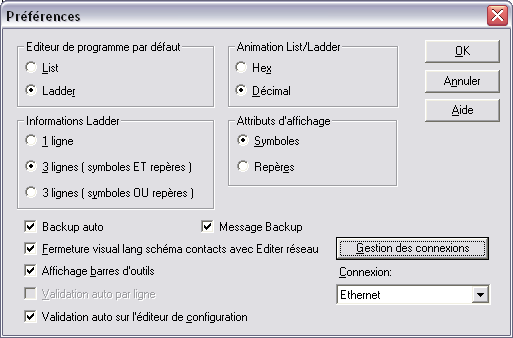 Préférences
Editeur de programme par défaut
List
Ladder
Animation List/Ladder
Hex
Décimal
OK
Annuler
Aide
Informations Ladder
1 ligne
3 lignes ( symboles ET repères )
3 lignes ( symboles OU repères )
Attributs d'affichage
Symboles
Repères
Backup auto
Message Backup
Fermeture visual lang schéma contacts avec Editer réseau
Gestion des connexions
Affichage barres d'outils
Connexion:
Validation auto par ligne
Ethernet
Validation auto sur l'éditeur de configuration